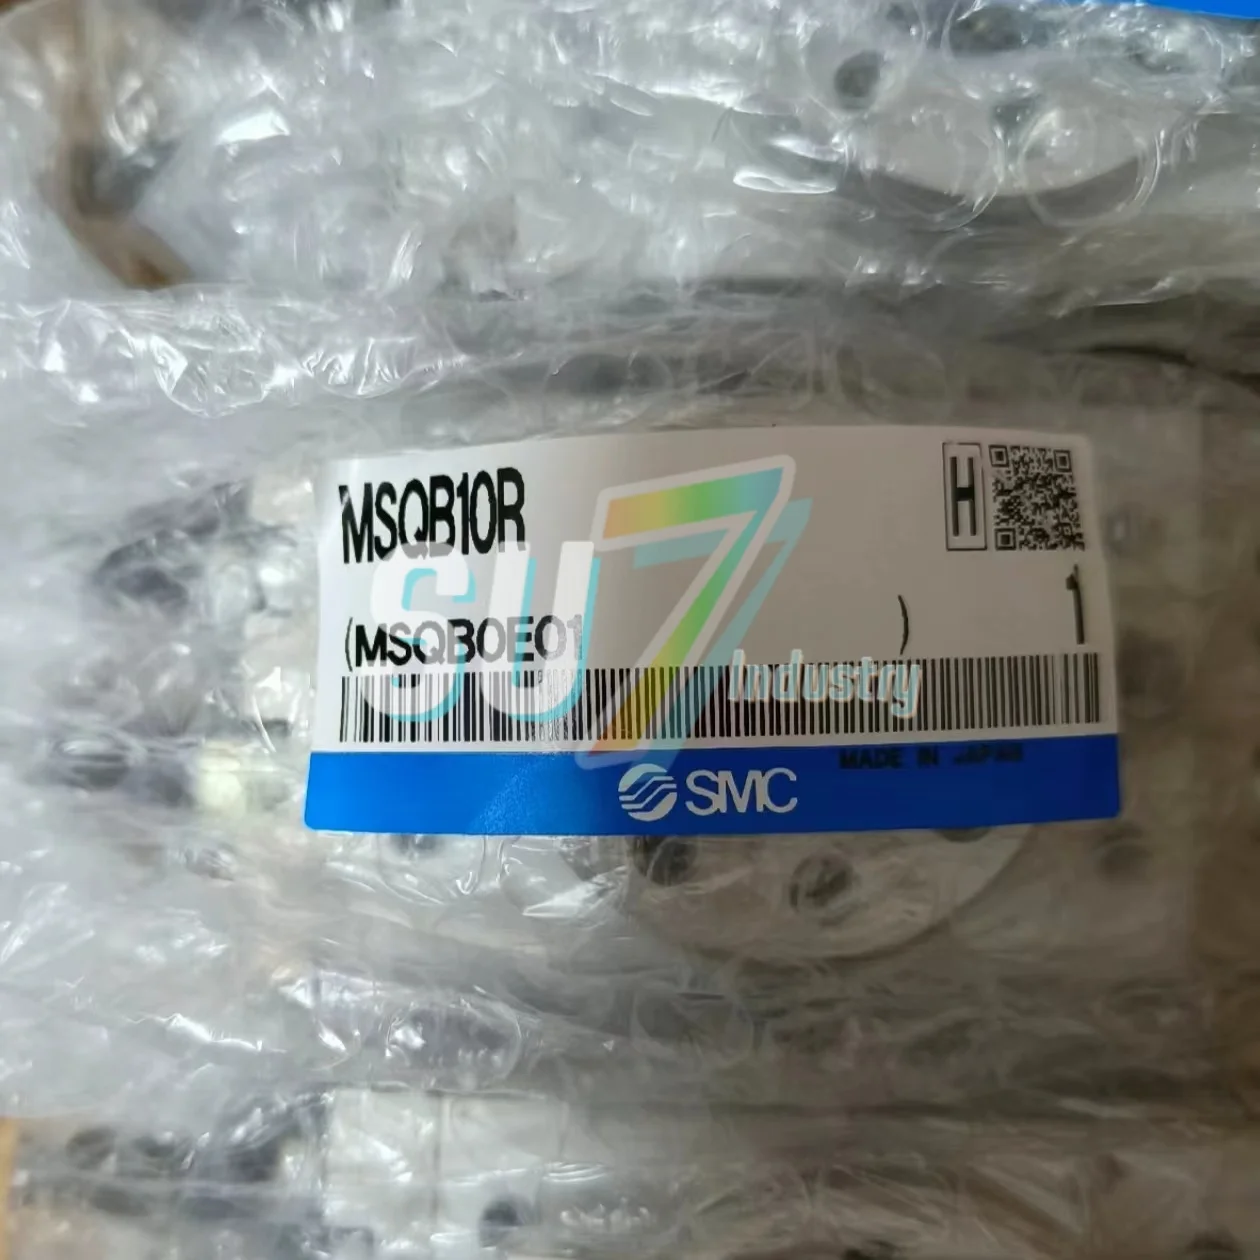 MSQB10R
H
(MSQB0E01 )
1
SU7
Industry
SMC
MADE IN JAPAN